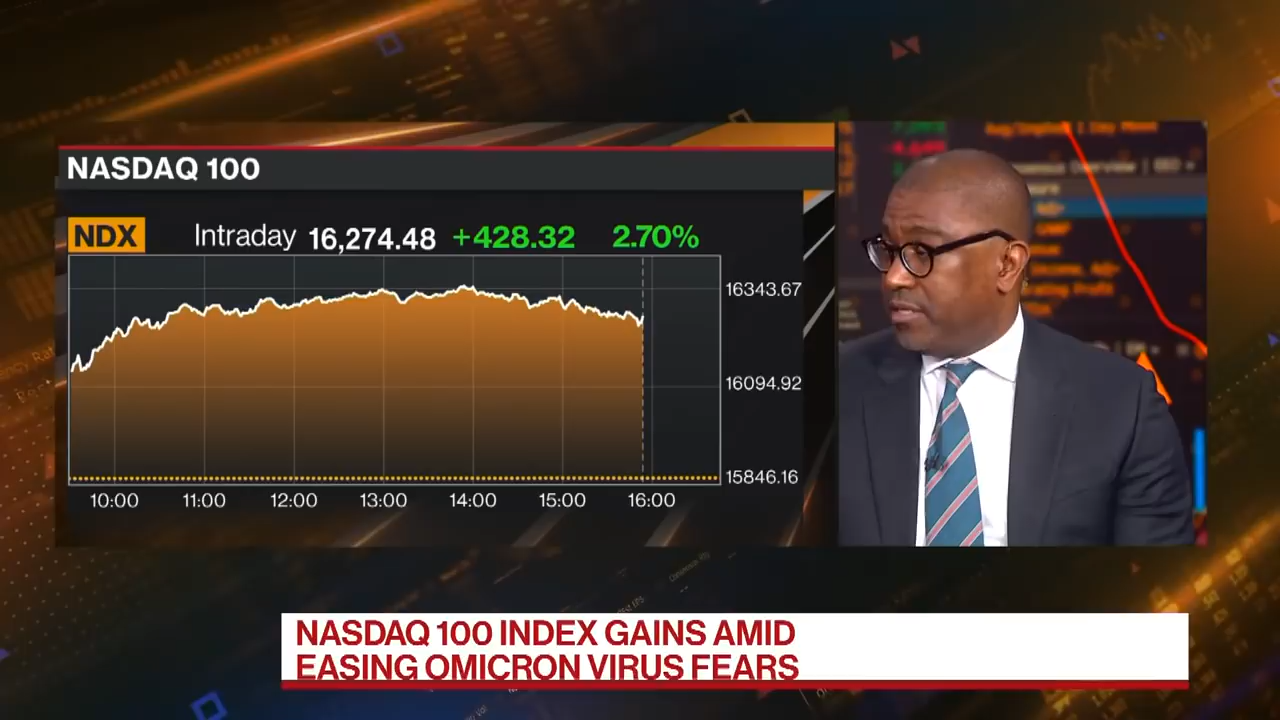 NASDAQ 100
NDX Intraday 16,274.48 +428.32 2.70%
16343.67
16094.92
15846.16
10:00 11:00 12:00 13:00 14:00 15:00 16:00
NASDAQ 100 INDEX GAINS AMID
EASING OMICRON VIRUS FEARS